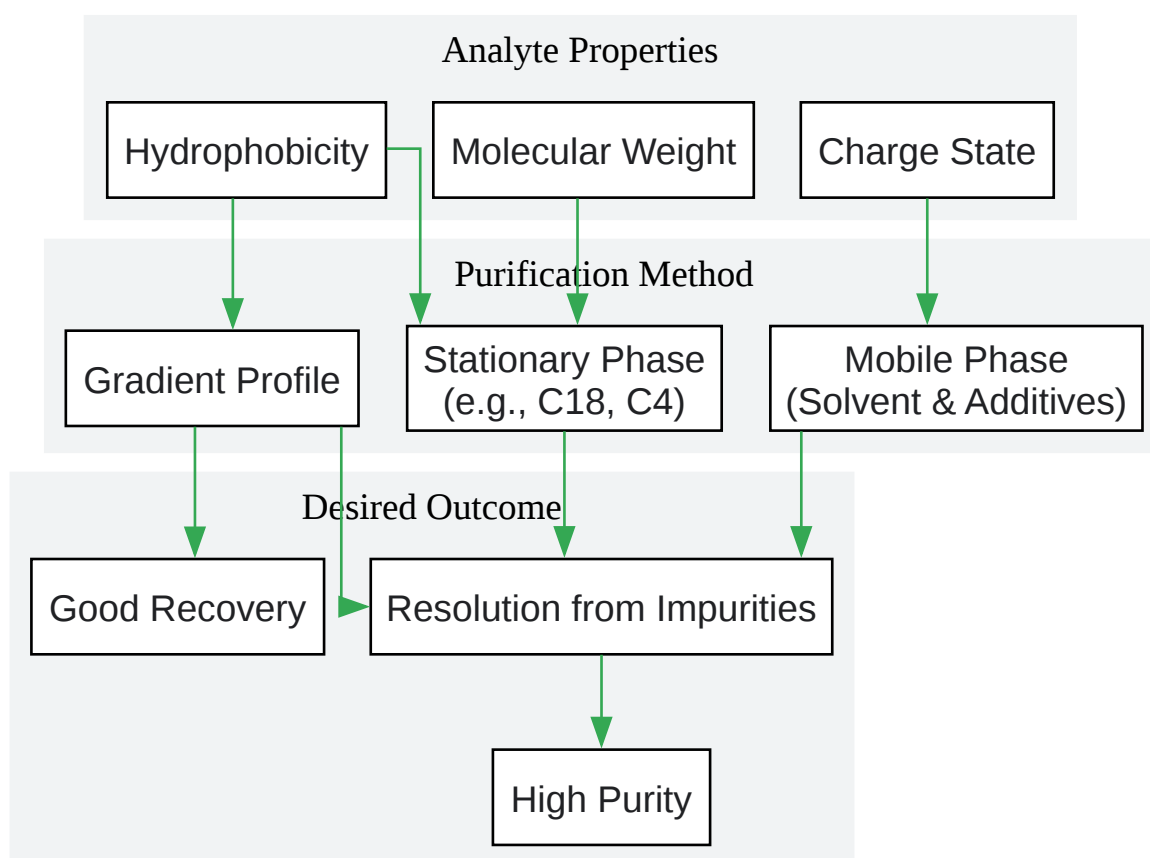 Analyte Properties
Hydrophobicity
Molecular Weight
Charge State
Purification Method
Gradient Profile
Stationary Phase
(e.g., C18, C4)
Mobile Phase
(Solvent & Additives)
Desired Outcome
Good Recovery
Resolution from Impurities
High Purity